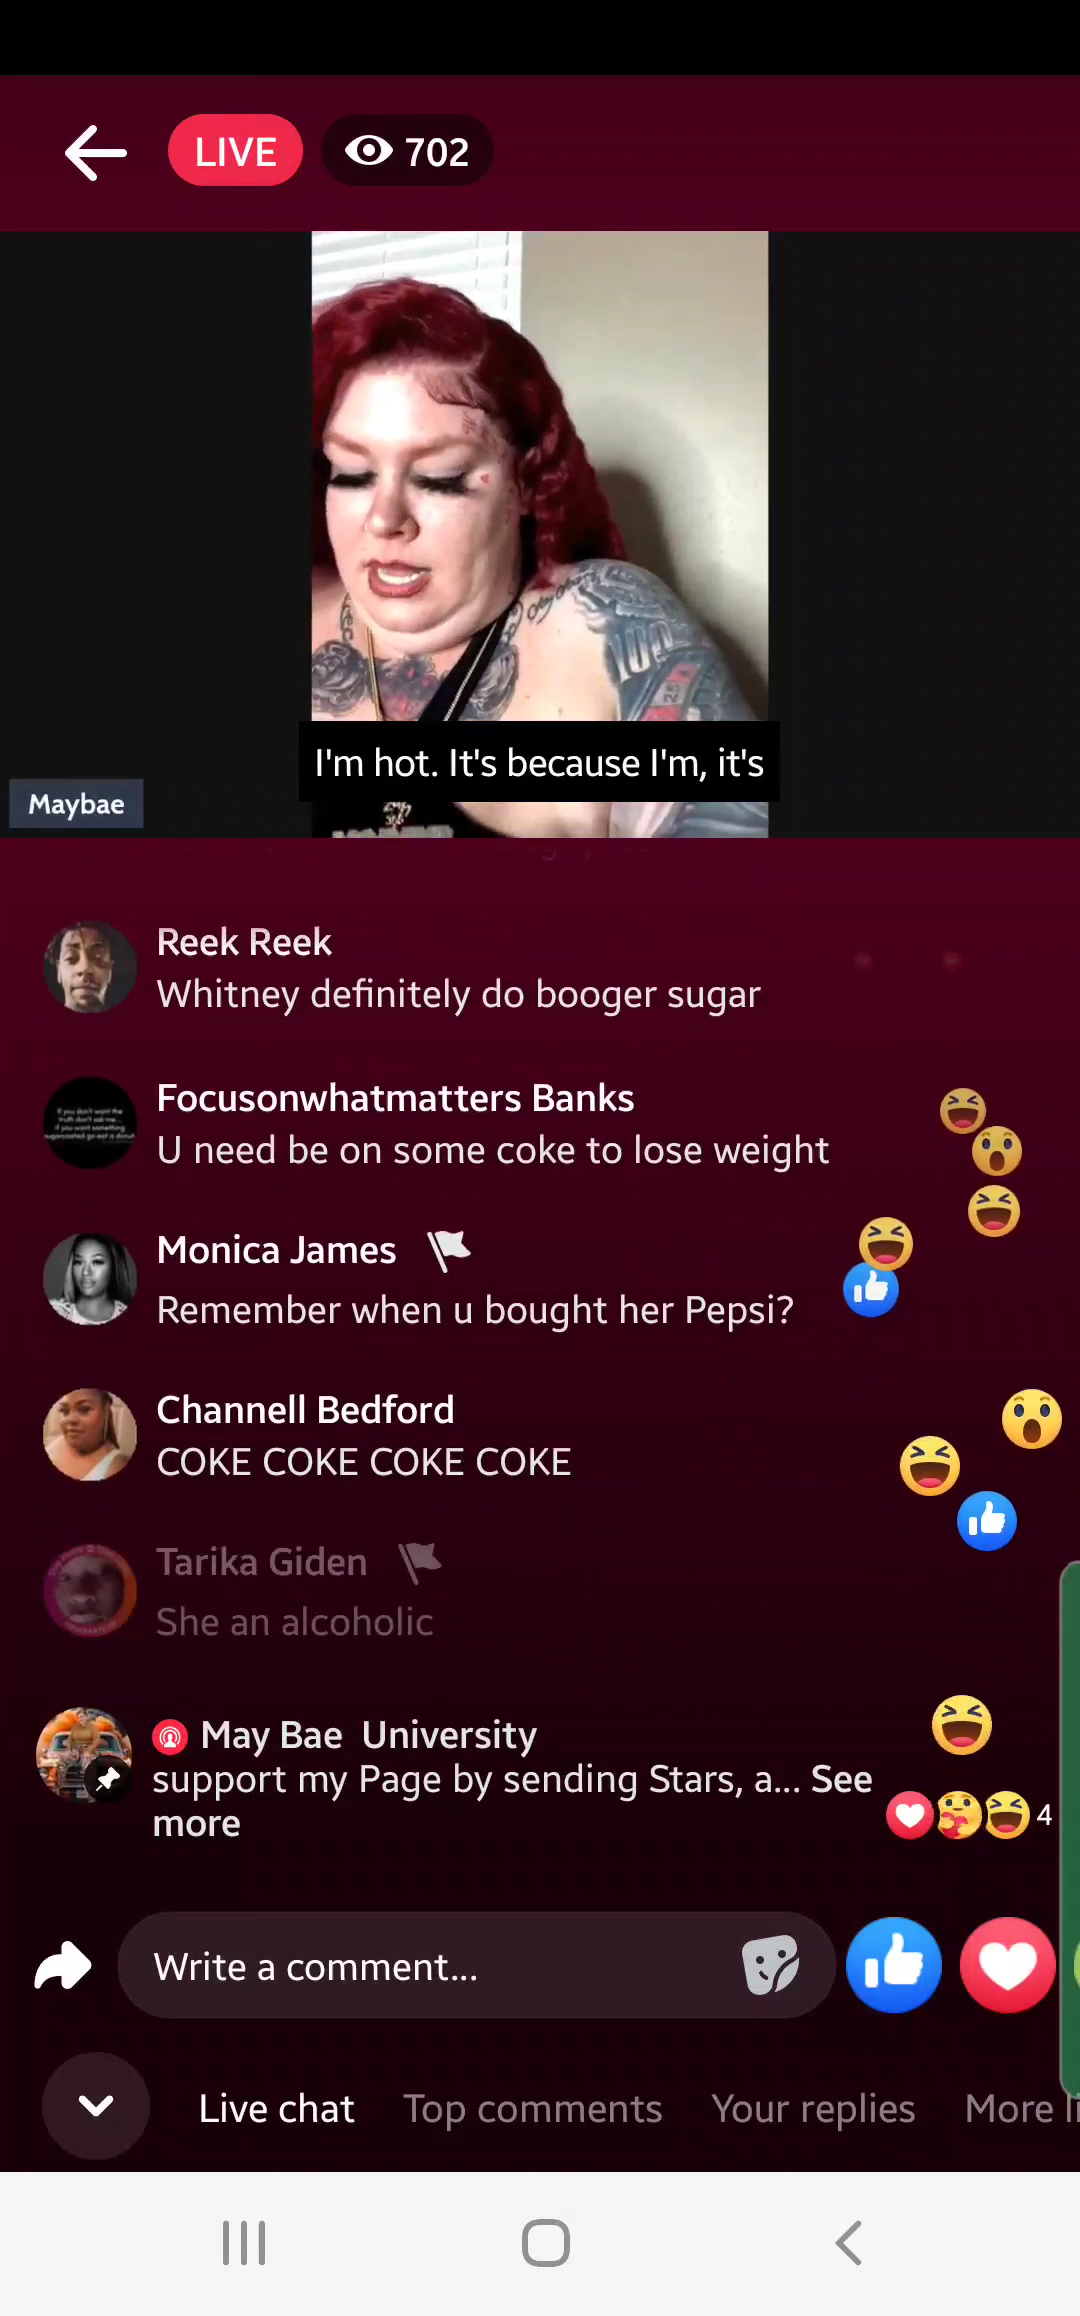 LIVE 702
100
I'm hot. It's because I'm, it's
Maybae
Reek Reek
Whitney definitely do booger sugar
Focusonwhatmatters Banks
U need be on some coke to lose weight
Monica James
Remember when u bought her Pepsi?
Channell Bedford
COKE COKE COKE COKE
Tarika Giden
She an alcoholic
May Bae University
support my Page by sending Stars, a... See
more
4
Write a comment...
Live chat Top comments Your replies More